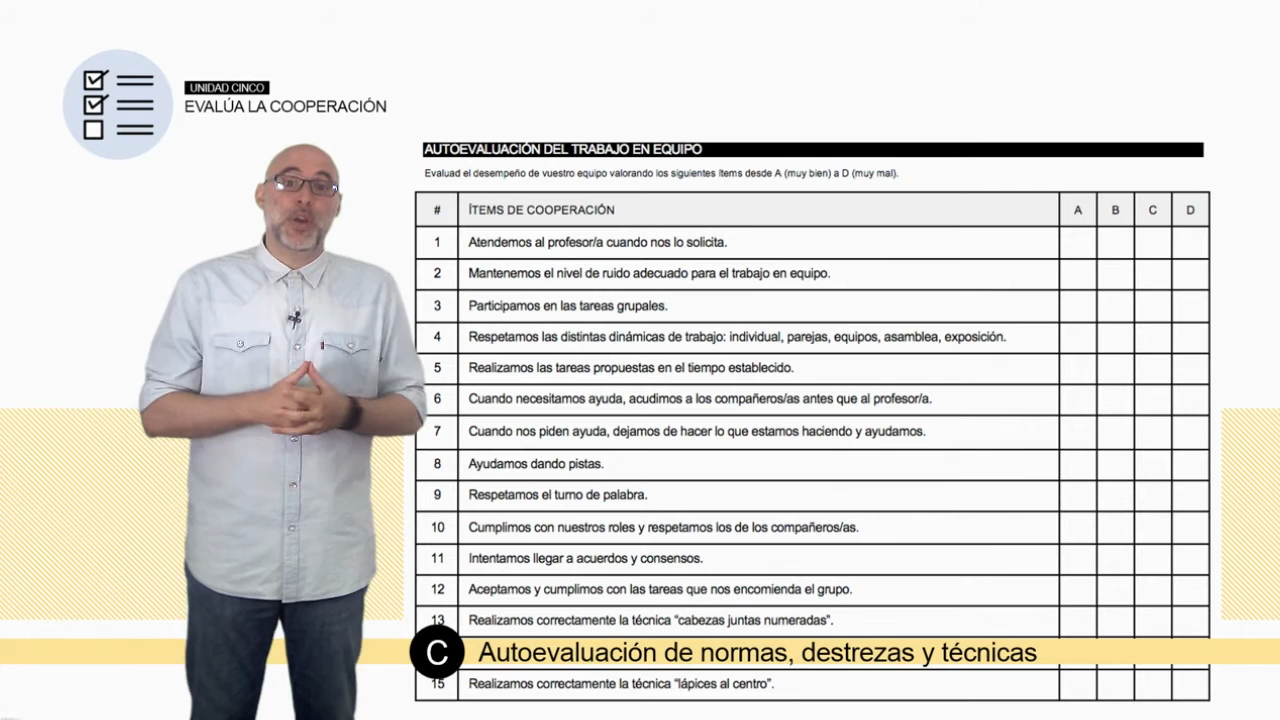 UNIDAD CINCO
EVALÚA LA COOPERACIÓN
AUTOEVALUACIÓN DEL TRABAJO EN EQUIPO
Evaluad el desempeño de vuestro equipo valorando los siguientes ítems desde A (muy bien) a D (muy mal).
# ÍTEMS DE COOPERACIÓN A B C D
1 Atendemos al profesor/a cuando nos lo solicita.
2 Mantenemos el nivel de ruido adecuado para el trabajo en equipo.
3 Participamos en las tareas grupales.
4 Respetamos las distintas dinámicas de trabajo: individual, parejas, equipos, asamblea, exposición.
5 Realizamos las tareas propuestas en el tiempo establecido.
6 Cuando necesitamos ayuda, acudimos a los compañeros/as antes que al profesor/a.
7 Cuando nos piden ayuda, dejamos de hacer lo que estamos haciendo y ayudamos.
8 Ayudamos dando pistas.
9 Respetamos el turno de palabra.
10 Cumplimos con nuestros roles y respetamos los de los compañeros/as.
11 Intentamos llegar a acuerdos y consensos.
12 Aceptamos y cumplimos con las tareas que nos encomienda el grupo.
13 Realizamos correctamente la técnica “cabezas juntas numeradas”.
C Autoevaluación de normas, destrezas y técnicas
15 Realizamos correctamente la técnica “lápices al centro”.